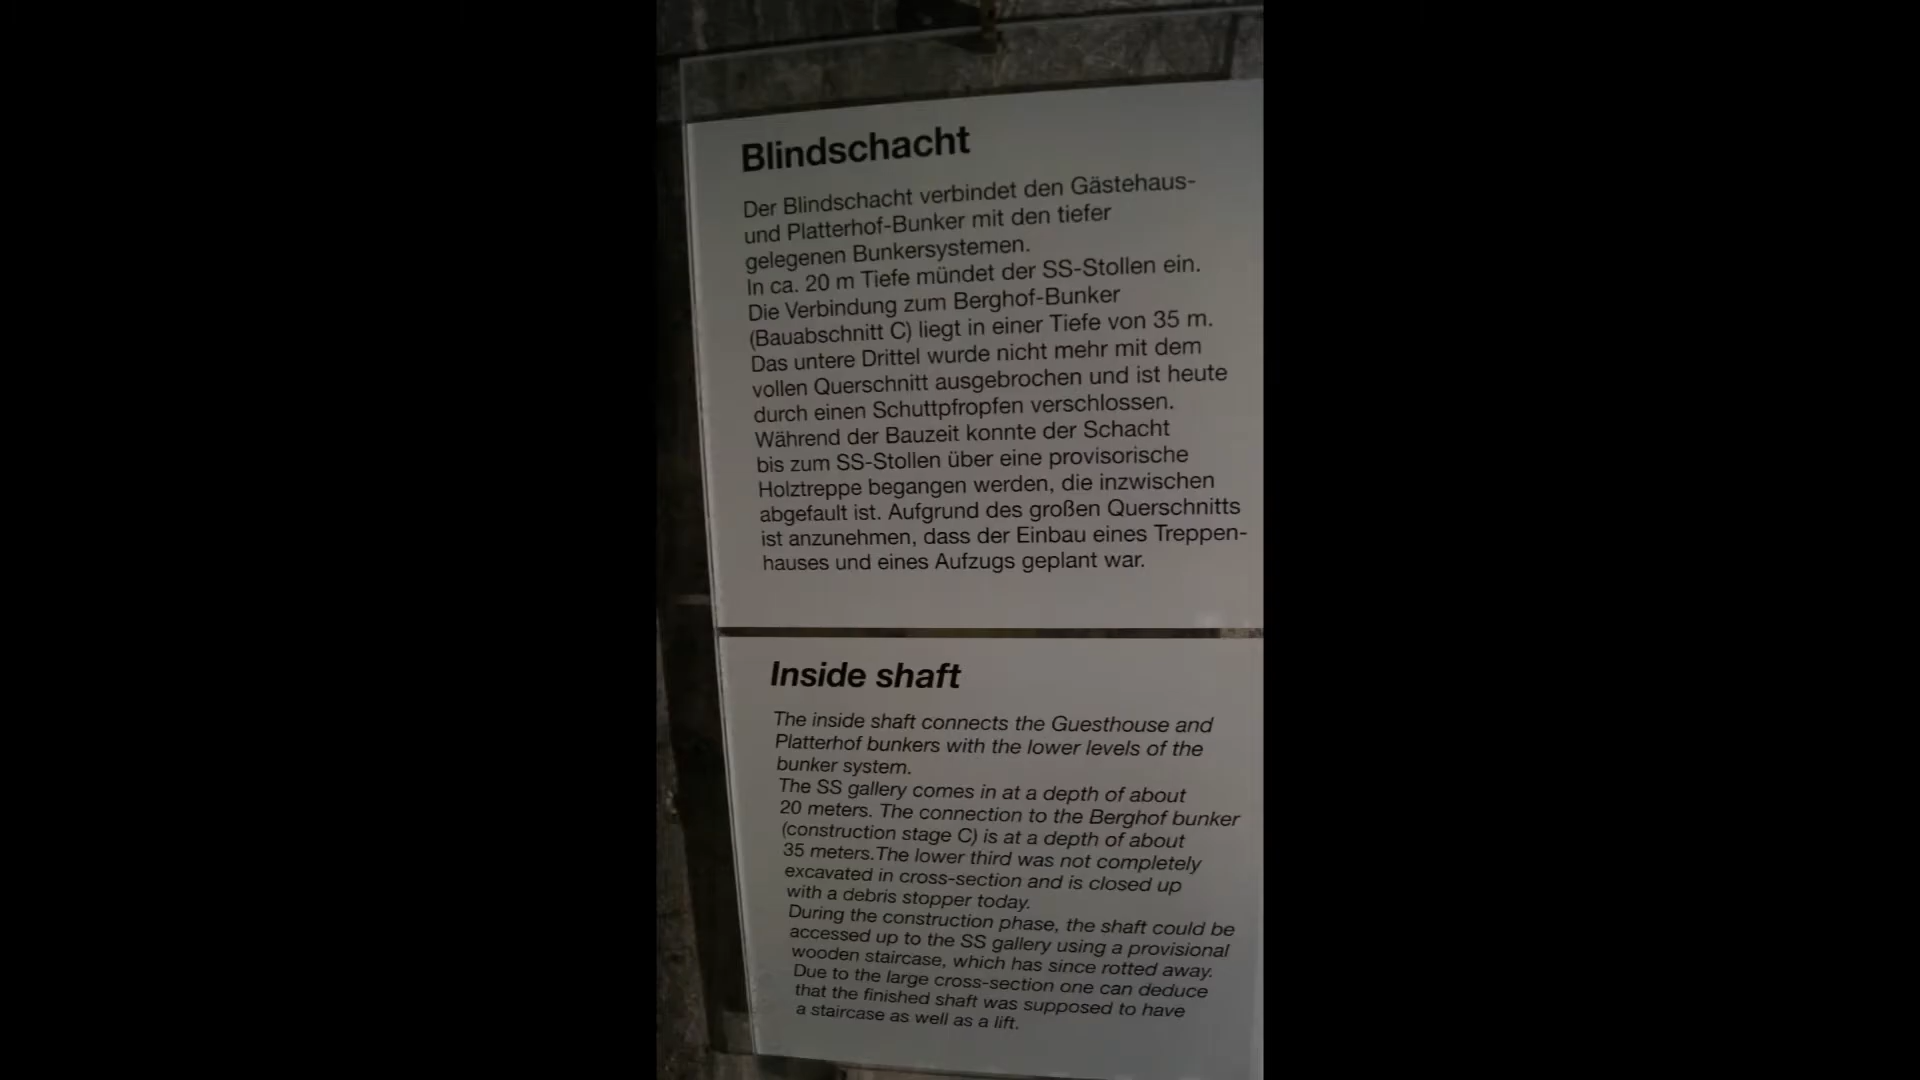 Blindschacht
Der Blindschacht verbindet den Gästehaus-
und Platterhof-Bunker mit den tiefer
gelegenen Bunkersystemen.
In ca. 20 m Tiefe mündet der SS-Stollen ein.
Die Verbindung zum Berghof-Bunker
(Bauabschnitt C) liegt in einer Tiefe von 35 m.
Das untere Drittel wurde nicht mehr mit dem
vollen Querschnitt ausgebrochen und ist heute
durch einen Schuttpfropfen verschlossen.
Während der Bauzeit konnte der Schacht
bis zum SS-Stollen über eine provisorische
Holztreppe begangen werden, die inzwischen
abgefault ist. Aufgrund des großen Querschnitts
ist anzunehmen, dass der Einbau eines Treppen-
hauses und eines Aufzugs geplant war.
Inside shaft
The inside shaft connects the Guesthouse and
Platterhof bunkers with the lower levels of the
bunker system.
The SS gallery comes in at a depth of about
20 meters. The connection to the Berghof bunker
(construction stage C) is at a depth of about
35 meters.The lower third was not completely
excavated in cross-section and is closed up
with a debris stopper today.
During the construction phase, the shaft could be
accessed up to the SS gallery using a provisional
wooden staircase, which has since rotted away.
Due to the large cross-section one can deduce
that the finished shaft was supposed to have
a staircase as well as a lift.